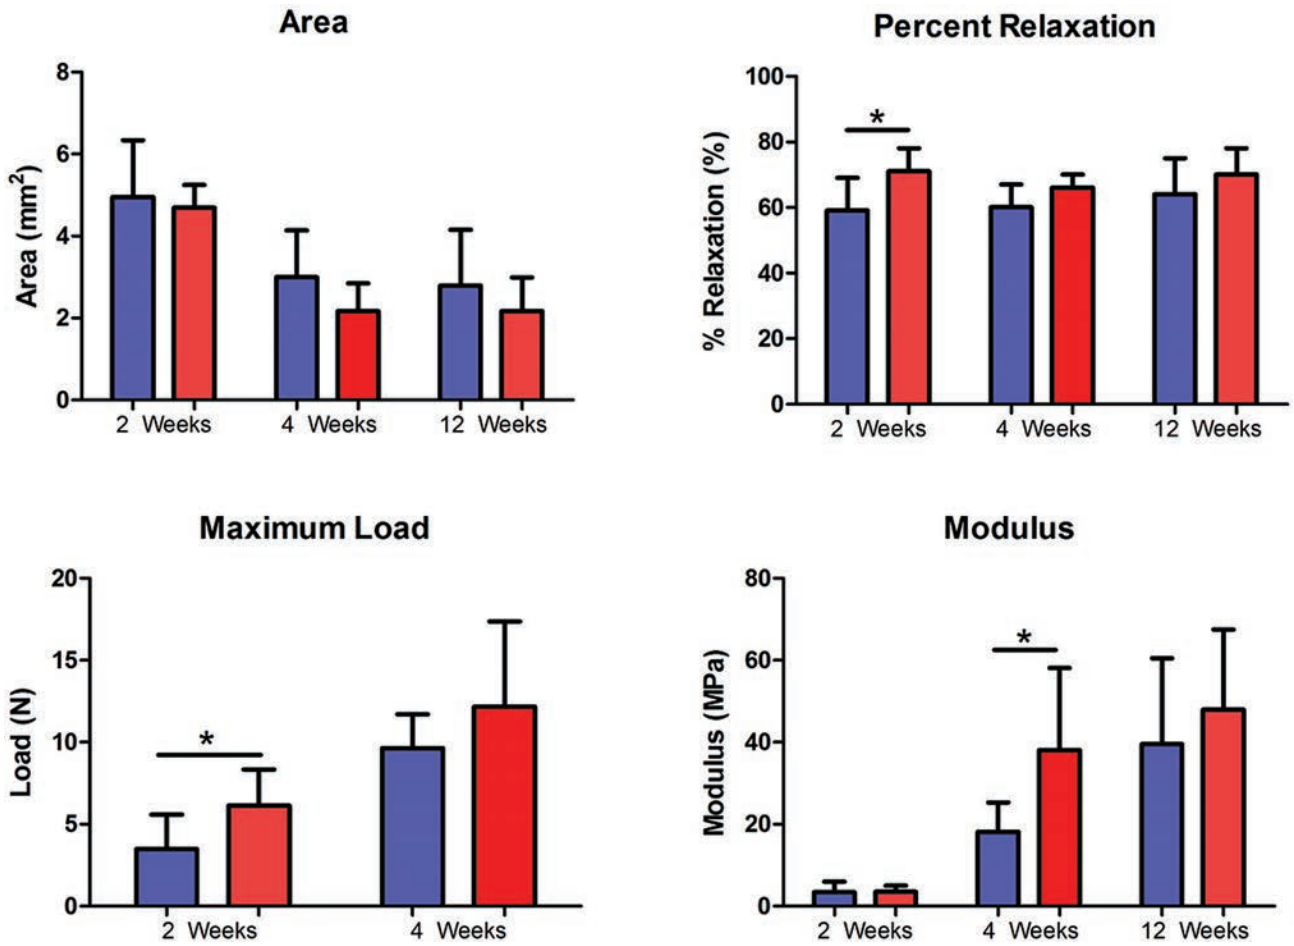 Area
Area (mm²)
8
6
4
2
0
2 Weeks
4 Weeks
12 Weeks
Percent Relaxation
% Relaxation (%)
100
80
60
40
20
0
*
2 Weeks
4 Weeks
12 Weeks
Maximum Load
Load (N)
20
15
10
5
0
*
2 Weeks
4 Weeks
Modulus
Modulus (MPa)
80
60
40
20
0
*
2 Weeks
4 Weeks
12 Weeks